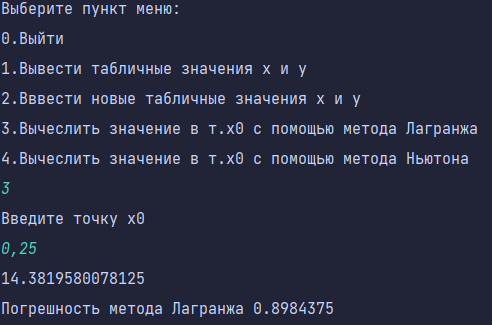 Выберите пункт меню:
0.Выйти
1.Вывести табличные значения x и y
2.Вввести новые табличные значения x и y
3.Вычеслить значение в т.x0 с помощью метода Лагранжа
4.Вычеслить значение в т.x0 с помощью метода Ньютона
3
Введите точку x0
0,25
14.3819580078125
Погрешность метода Лагранжа 0.8984375